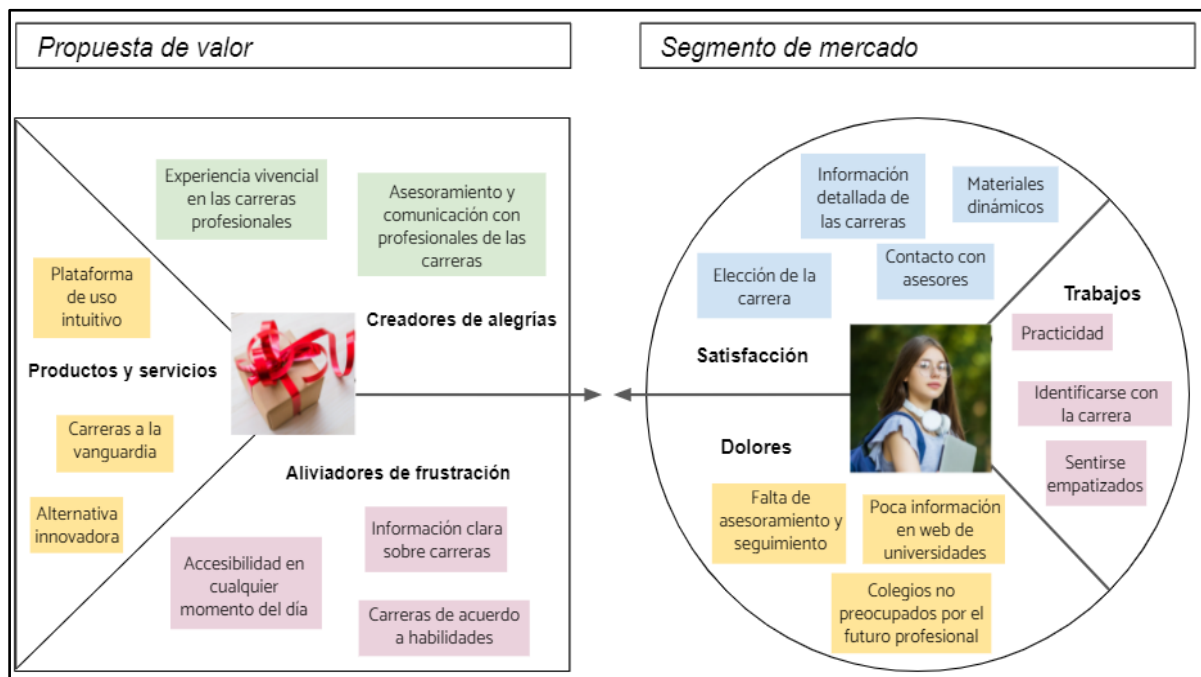 Propuesta de valor
Segmento de mercado
Experiencia vivencial
en las carreras
profesionales
Asesoramiento y
comunicación con
profesionales de las
carreras
Plataforma
de uso
intuitivo
Creadores de alegrías
Productos y servicios
Carreras a la
vanguardia
Alternativa
innovadora
Aliviadores de frustración
Información clara
sobre carreras
Accesibilidad en
cualquier
momento del día
Carreras de acuerdo
a habilidades
Información
detallada de
las carreras
Materiales
dinámicos
Elección de la
carrera
Contacto con
asesores
Satisfacción
Trabajos
Practicidad
Identificarse con
la carrera
Sentirse
empatizados
Dolores
Falta de
asesoramiento y
seguimiento
Poca información
en web de
universidades
Colegios no
preocupados por el
futuro profesional